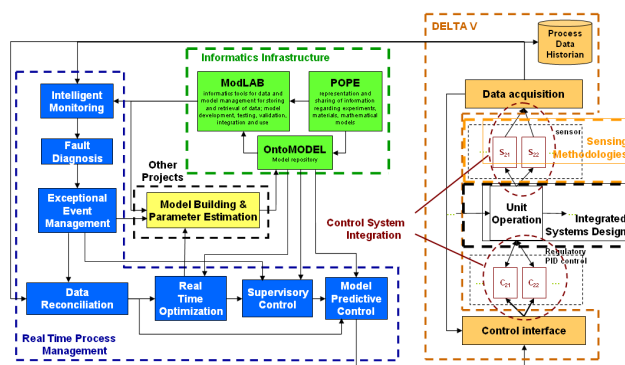 DELTA V
Process
Data
Historian
Informatics Infrastructure
ModLAB
informatics tools for data and
model management for storing
and retrieval of data; model
development, testing, validation,
integration and use
POPE
representation and
sharing of information
regarding experiments,
materials, mathematical
models
OntoMODEL
Model repository
Intelligent
Monitoring
Fault
Diagnosis
Exceptional
Event
Management
Other
Projects
Model Building &
Parameter Estimation
Data acquisition
sensor
Sensing
Methodologies
S21
S22
Control System
Integration
Unit
Operation
Integrated
Systems Design
Regulatory
PID control
C21
C22
Control interface
Data
Reconciliation
Real
Time
Optimization
Supervisory
Control
Model
Predictive
Control
Real Time Process
Management